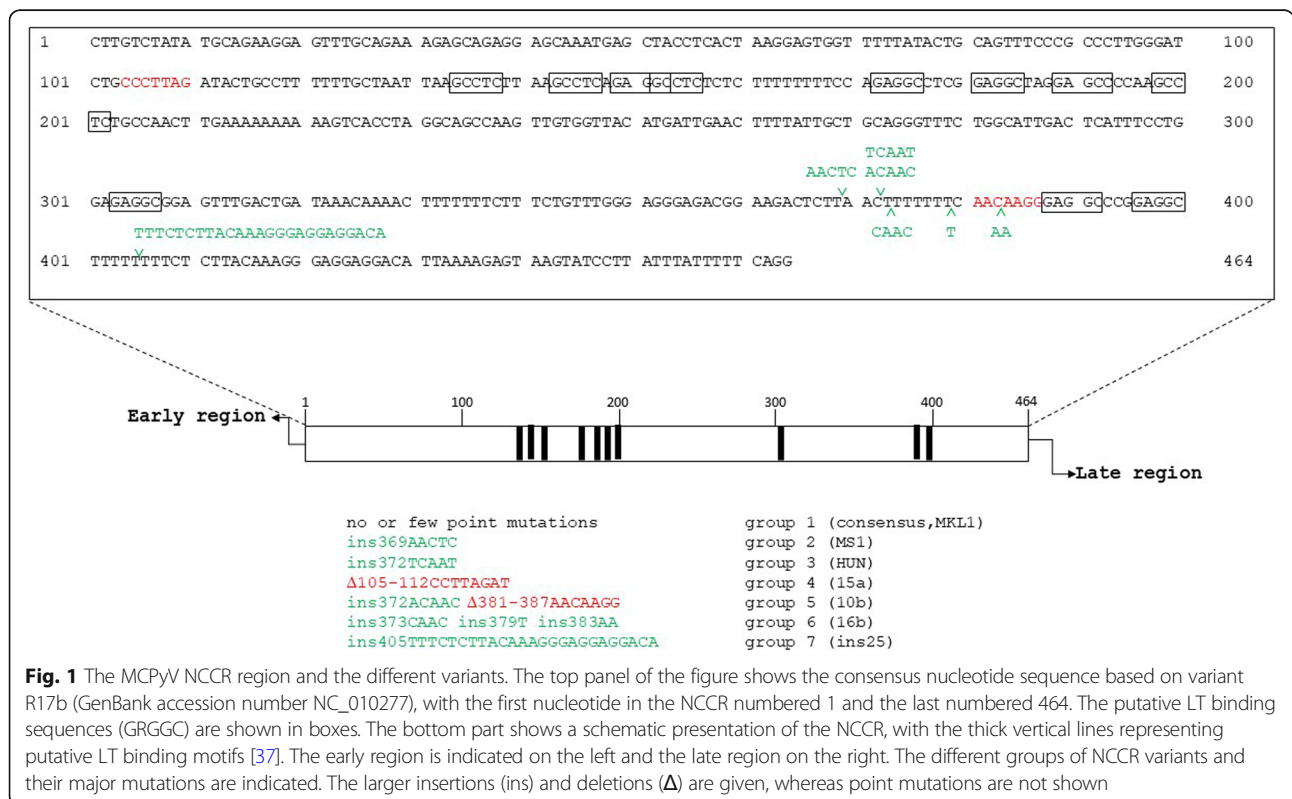 1 CTTGTCTATA TGCAGAAGGA GTTTGCAGAA AGAGCAGAGG AGCAAATGAG CTACCTCACT AAGGAGTGGT TTTTATACTG CAGTTTCCCG CCCTTGGGAT 100
101 CTGCCCTTAG ATACTGCCTT TTTTGCTAAT TAAGCCTCTT AAGCCTCAGA GGCCTCTCTC TTTTTTTTCC AGAGGCCTCG GAGGCTAGGA GCCCCAAGCC 200
201 TCTGCCAACT TGAAAAAAAA AAGTCACCTA GGCAGCCAAG TTGTGGTTAC ATGATTGAAC TTTTATTGCT GCAGGGTTTC TGGCATTGAC TCATTTCCTG 300
TCAAT
AACTC ACAAC
301 GAGAGGCGGA GTTTGACTGA TAAACAAAAC TTTTTTTCTT TCTGTTTGGG AGGGAGACGG AAGACTCTTA ACTTTTTTTC AACAAGGGAG GCCCGGAGGC 400
TTTCTCTTACAAAGGGAGGAGGACA CAAC T AA
401 TTTTTTTTCT CTTACAAAGG GAGGAGGACA TTAAAAGAGT AAGTATCCTT ATTTATTTTT CAGG 464
1 100 200 300 400 464
Early region
Late region
no or few point mutations group 1 (consensus,MKL1)
ins369AACTC group 2 (MS1)
ins372TCAAT group 3 (HUN)
Δ105-112CCTTAGAT group 4 (15a)
ins372ACAAC Δ381-387AACAAGG group 5 (10b)
ins373CAAC ins379T ins383AA group 6 (16b)
ins405TTTCTCTTACAAAGGGAGGAGGACA group 7 (ins25)
Fig. 1 The MCPyV NCCR region and the different variants. The top panel of the figure shows the consensus nucleotide sequence based on variant
R17b (GenBank accession number NC_010277), with the first nucleotide in the NCCR numbered 1 and the last numbered 464. The putative LT binding
sequences (GRGGC) are shown in boxes. The bottom part shows a schematic presentation of the NCCR, with the thick vertical lines representing
putative LT binding motifs [37]. The early region is indicated on the left and the late region on the right. The different groups of NCCR variants and
their major mutations are indicated. The larger insertions (ins) and deletions (Δ) are given, whereas point mutations are not shown